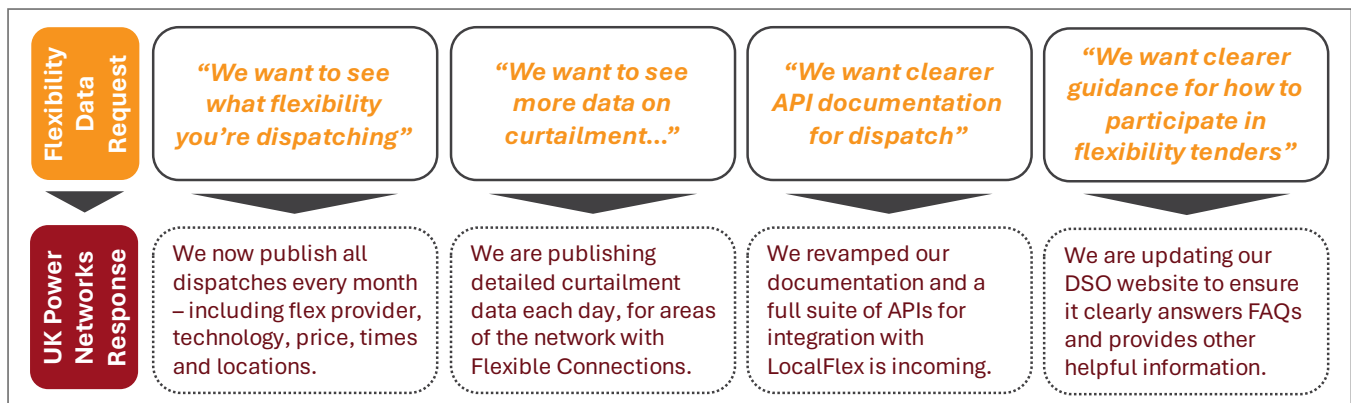 Flexibility
Data
Request
“We want to see
what flexibility
you’re dispatching”
“We want to see
more data on
curtailment...”
“We want clearer
API documentation
for dispatch”
“We want clearer
guidance for how to
participate in
flexibility tenders”
UK Power
Networks
Response
We now publish all
dispatches every month
– including flex provider,
technology, price, times
and locations.
We are publishing
detailed curtailment
data each day, for areas
of the network with
Flexible Connections.
We revamped our
documentation and a
full suite of APIs for
integration with
LocalFlex is incoming.
We are updating our
DSO website to ensure
it clearly answers FAQs
and provides other
helpful information.